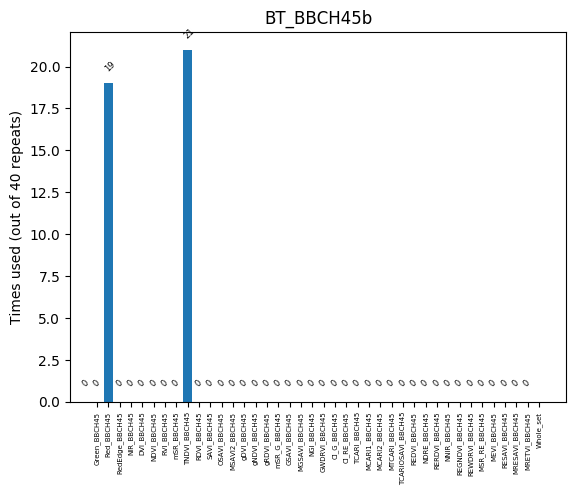 BT_BBCH45b
Times used (out of 40 repeats)
20.0
17.5
15.0
12.5
10.0
7.5
5.0
2.5
0.0
0 0 19 0 0 0 0 0 0 21 0 0 0 0 0 0 0 0 0 0 0 0 0 0 0 0 0 0 0 0 0 0 0 0 0 0 0 0 0 0
Green_BBCH45
Red_BBCH45
RedEdge_BBCH45
NIR_BBCH45
DVI_BBCH45
NDVI_BBCH45
RVI_BBCH45
mSR_BBCH45
TNDVI_BBCH45
RDVI_BBCH45
SAVI_BBCH45
OSAVI_BBCH45
MSAVI2_BBCH45
gDVI_BBCH45
gNDVI_BBCH45
gRDVI_BBCH45
mSR_G_BBCH45
GSAVI_BBCH45
MGSAVI_BBCH45
NGI_BBCH45
GWDRVI_BBCH45
CI_G_BBCH45
CI_RE_BBCH45
TCARI_BBCH45
MCARI1_BBCH45
MCARI2_BBCH45
MTCARI_BBCH45
TCARIOSAVI_BBCH45
REDVI_BBCH45
NDRE_BBCH45
RERDVI_BBCH45
NNIR_BBCH45
REGNDVI_BBCH45
REWDRVI_BBCH45
MSR_RE_BBCH45
MEVI_BBCH45
RESAVI_BBCH45
MRESAVI_BBCH45
MRETVI_BBCH45
Whole_set